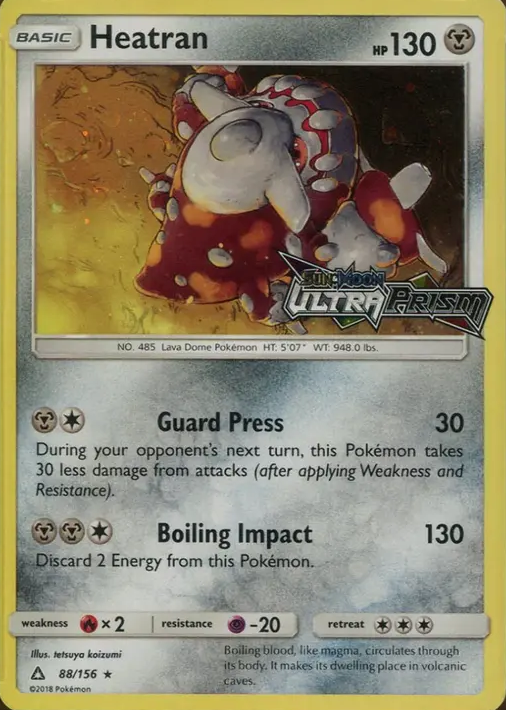 BASIC Heatran HP 130
SUN & MOON
ULTRA PRISM
NO. 485 Lava Dome Pokémon HT: 5'07" WT: 948.0 lbs.
Guard Press 30
During your opponent's next turn, this Pokémon takes
30 less damage from attacks (after applying Weakness and
Resistance).
Boiling Impact 130
Discard 2 Energy from this Pokémon.
weakness ×2 resistance -20 retreat
Illus. tetsuya koizumi
88/156 ★
©2018 Pokémon
Boiling blood, like magma, circulates through
its body. It makes its dwelling place in volcanic
caves.